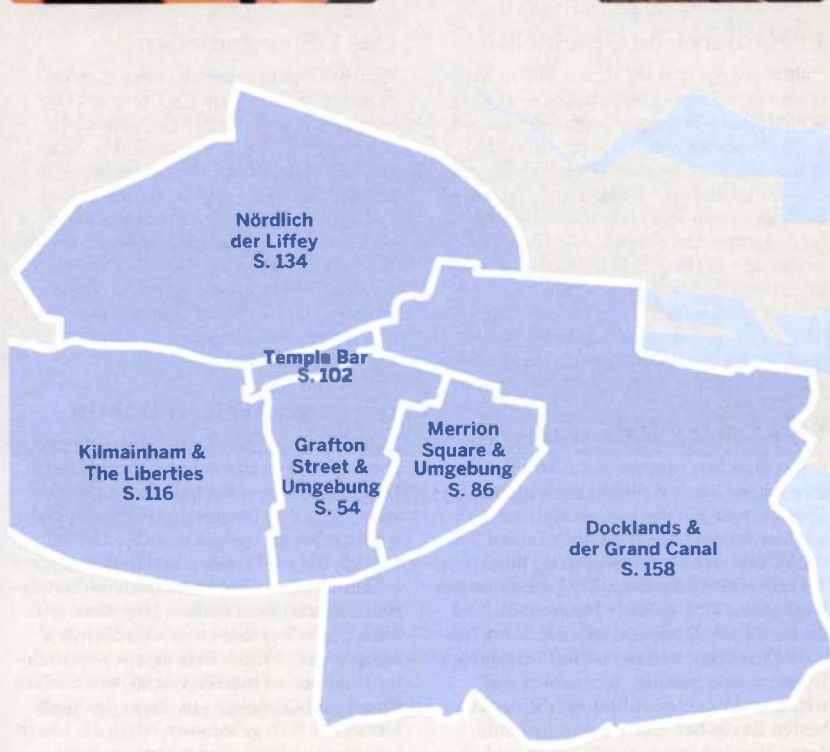 Nördlich
der Liffey
S. 134
Temple Bar
S. 102
Kilmainham &
The Liberties
S. 116
Grafton
Street &
Umgebung
S. 54
Merrion
Square &
Umgebung
S. 86
Docklands &
der Grand Canal
S. 158